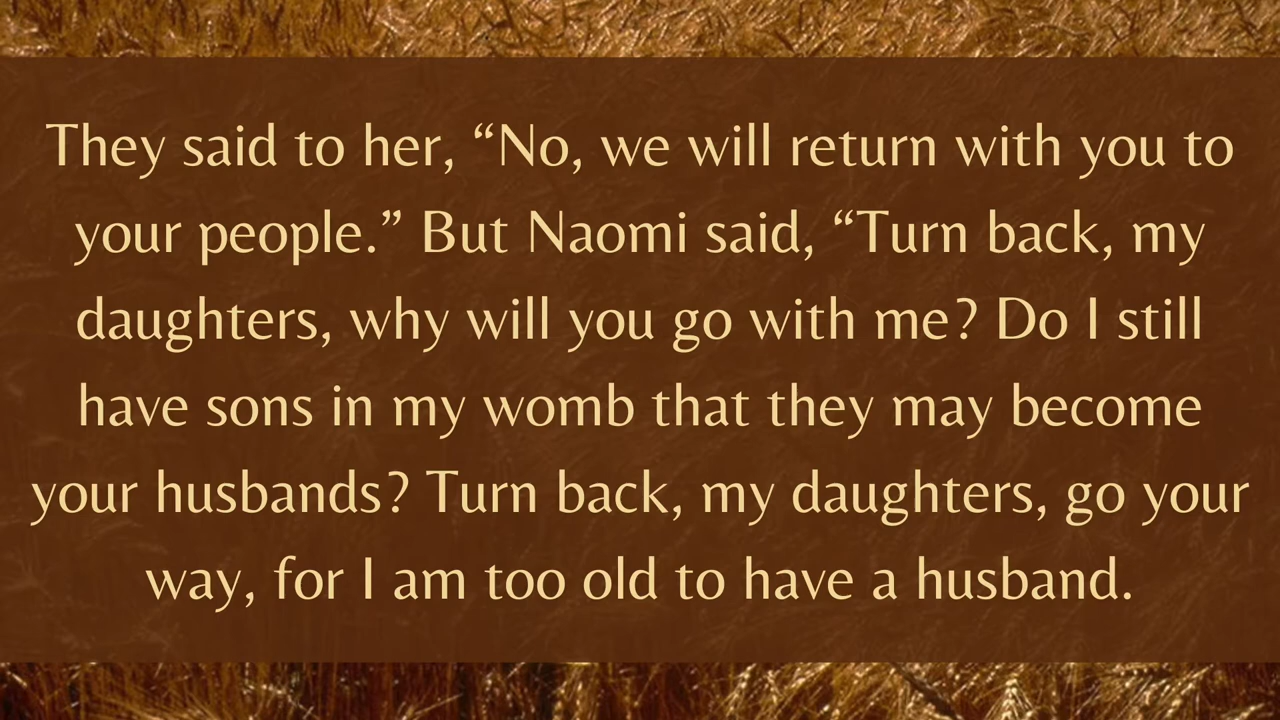 They said to her, “No, we will return with you to
your people.” But Naomi said, “Turn back, my
daughters, why will you go with me? Do I still
have sons in my womb that they may become
your husbands? Turn back, my daughters, go your
way, for I am too old to have a husband.